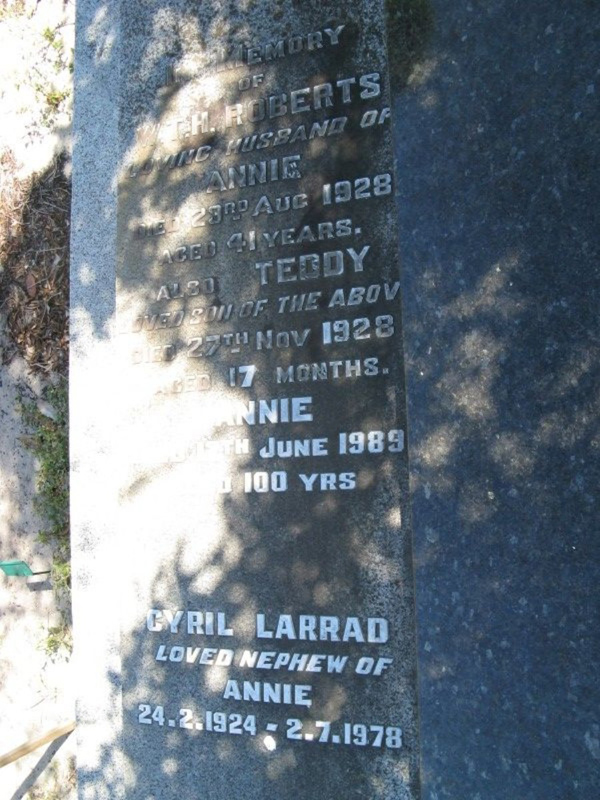 IN MEMORY
OF
ROBERTS
LOVING HUSBAND OF
ANNIE
DIED 23RD AUG 1928
AGED 41 YEARS.
ALSO TEDDY
LOVED SON OF THE ABOV
DIED 27TH NOV 1928
AGED 17 MONTHS.
ANNIE
JUNE 1989
100 YRS
CYRIL LARRAD
LOVED NEPHEW OF
ANNIE
24.2.1924 - 2.7.1978